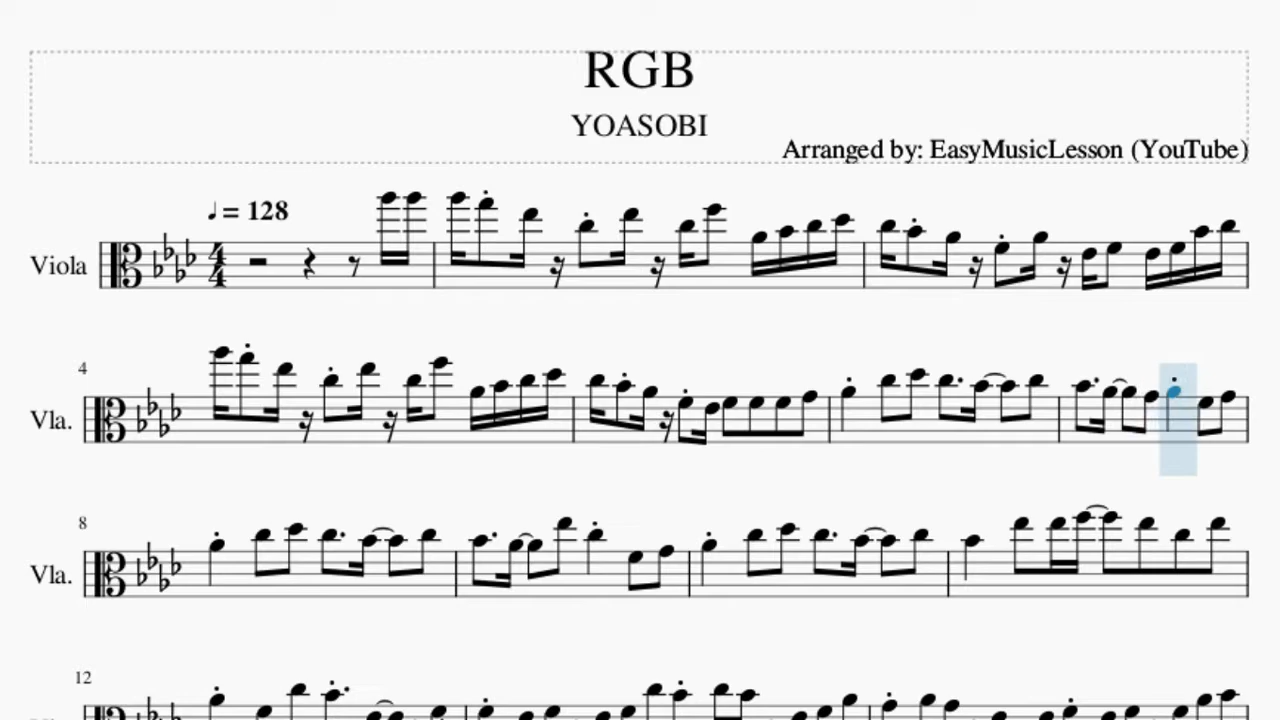 RGB
YOASOBI
Arranged by: EasyMusicLesson (YouTube)
♩ = 128
Viola
4
4
4
Vla.
8
Vla.
12